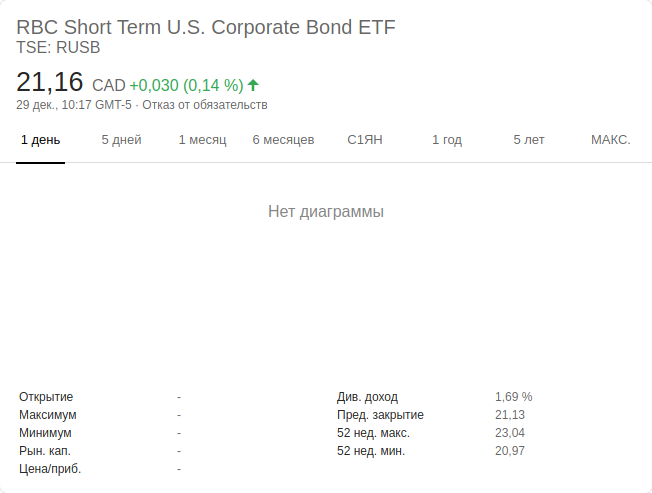 RBC Short Term U.S. Corporate Bond ETF
TSE: RUSB
21,16 CAD +0,030 (0,14 %)
29 дек., 10:17 GMT-5 · Отказ от обязательств
1 день 5 дней 1 месяц 6 месяцев С1ЯН 1 год 5 лет МАКС.
Нет диаграммы
Открытие - Див. доход 1,69 %
Максимум - Пред. закрытие 21,13
Минимум - 52 нед. макс. 23,04
Рын. кап. - 52 нед. мин. 20,97
Цена/приб. -